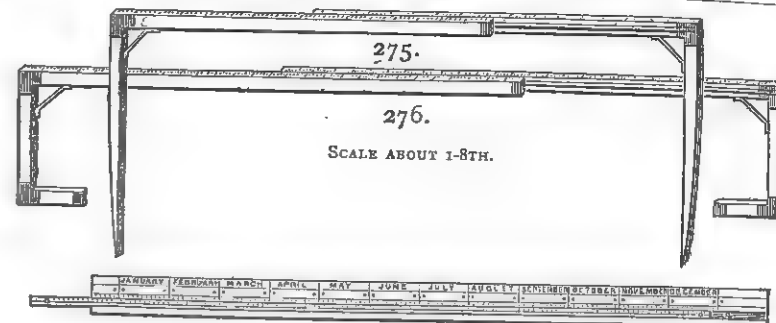 275.
276.
SCALE ABOUT 1-8TH.
JANUARY FEBRUARY MARCH APRIL MAY JUNE JULY AUGUST SEPTEMBER OCTOBER NOVEMBER DECEMBER